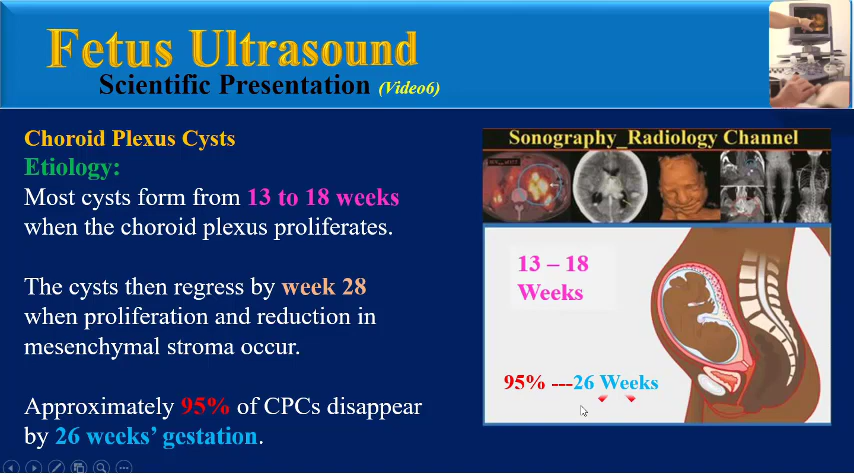 Fetus Ultrasound
Scientific Presentation (Video6)
Choroid Plexus Cysts
Etiology:
Most cysts form from 13 to 18 weeks
when the choroid plexus proliferates.
The cysts then regress by week 28
when proliferation and reduction in
mesenchymal stroma occur.
Approximately 95% of CPCs disappear
by 26 weeks’ gestation.
Sonography_Radiology Channel
13 – 18
Weeks
95% ---26 Weeks